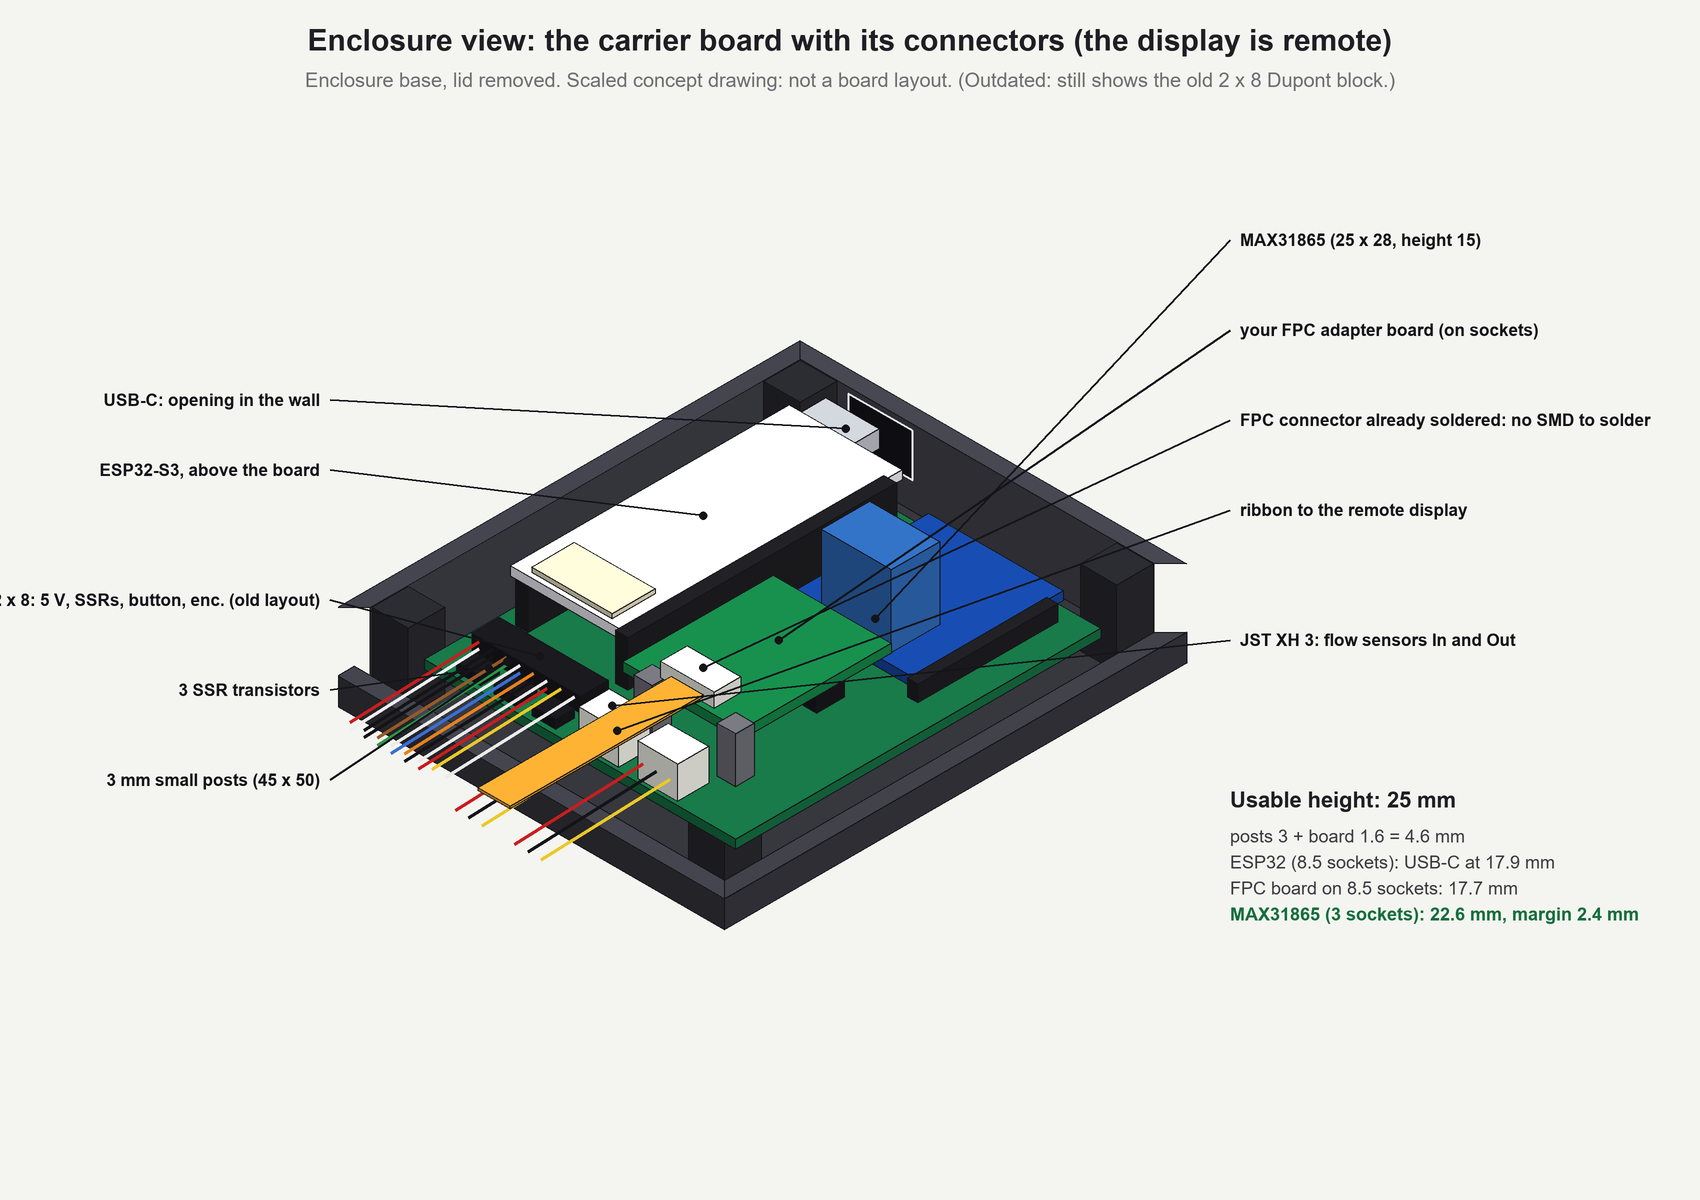 Enclosure view: the carrier board with its connectors (the display is remote)
Enclosure base, lid removed. Scaled concept drawing: not a board layout. (Outdated: still shows the old 2 x 8 Dupont block.)
MAX31865 (25 x 28, height 15)
your FPC adapter board (on sockets)
USB-C: opening in the wall
FPC connector already soldered: no SMD to solder
ESP32-S3, above the board
ribbon to the remote display
x 8: 5 V, SSRs, button, enc. (old layout)
JST XH 3: flow sensors In and Out
3 SSR transistors
3 mm small posts (45 x 50)
Usable height: 25 mm
posts 3 + board 1.6 = 4.6 mm
ESP32 (8.5 sockets): USB-C at 17.9 mm
FPC board on 8.5 sockets: 17.7 mm
MAX31865 (3 sockets): 22.6 mm, margin 2.4 mm